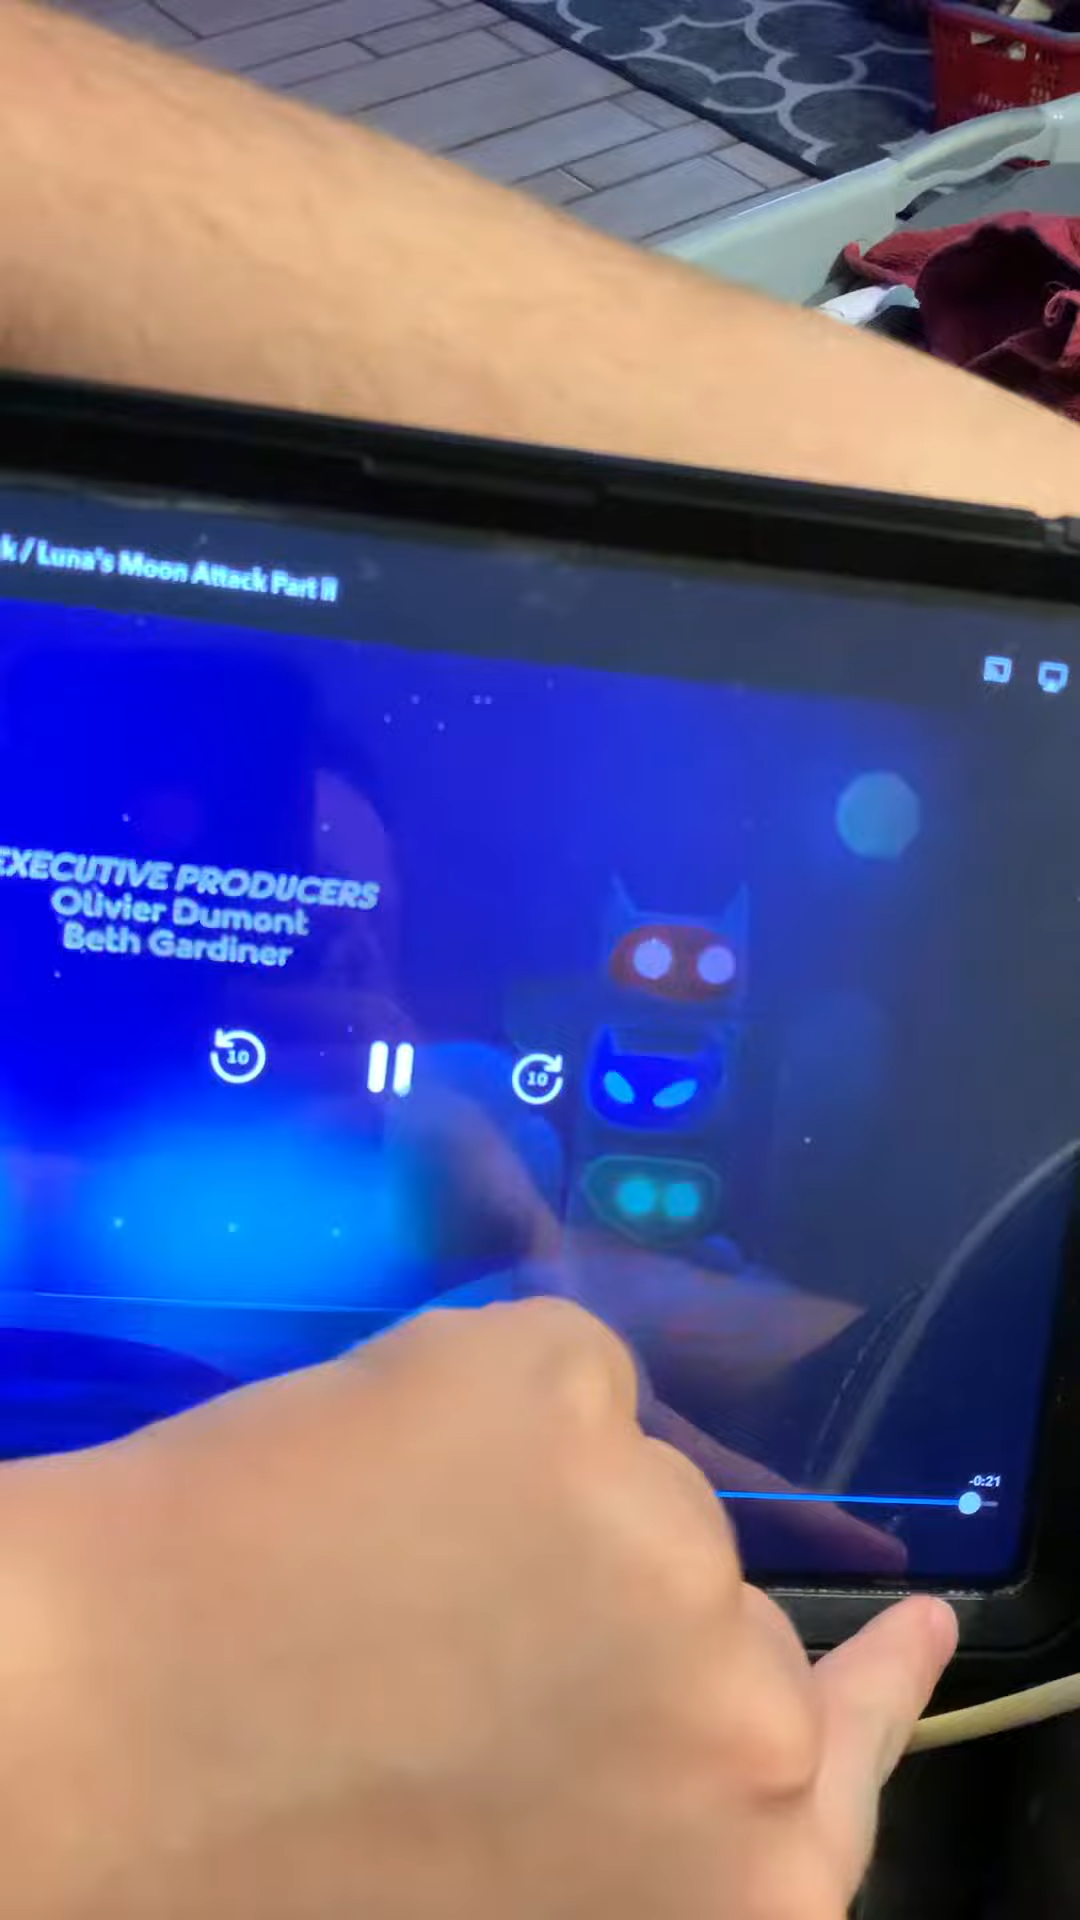 k / Luna's Moon Attack Part II
EXECUTIVE PRODUCERS
Olivier Dumont
Beth Gardiner
10
10
-0:21